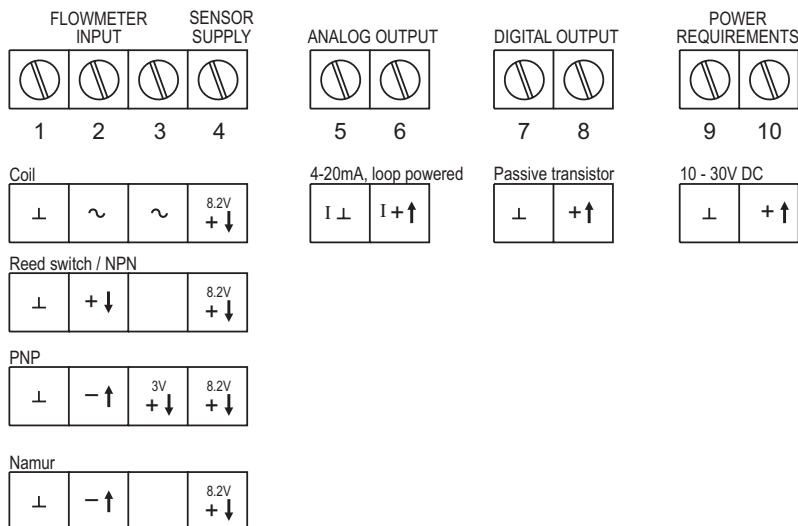 FLOWMETER INPUT
SENSOR SUPPLY
ANALOG OUTPUT
DIGITAL OUTPUT
POWER REQUIREMENTS
1 2 3 4 5 6 7 8 9 10
Coil
⊥ ~ ~ 8.2V + ↓
4-20mA, loop powered
I ⊥ I + ↑
Passive transistor
⊥ + ↑
10 - 30V DC
⊥ + ↑
Reed switch / NPN
⊥ + ↓ 8.2V + ↓
PNP
⊥ − ↑ 3V + ↓ 8.2V + ↓
Namur
⊥ − ↑ 8.2V + ↓